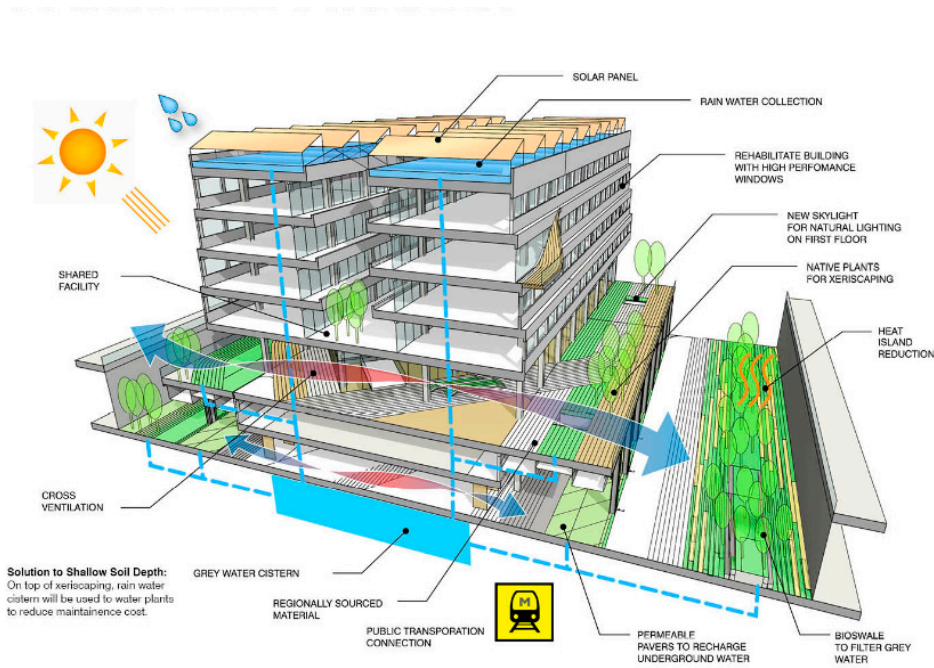 SOLAR PANEL
RAIN WATER COLLECTION
REHABILITATE BUILDING
WITH HIGH PERFOMANCE
WINDOWS
NEW SKYLIGHT
FOR NATURAL LIGHTING
ON FIRST FLOOR
SHARED
FACILITY
NATIVE PLANTS
FOR XERISCAPING
HEAT
ISLAND
REDUCTION
CROSS
VENTILATION
Solution to Shallow Soil Depth:
On top of xeriscaping, rain water
cistern will be used to water plants
to reduce maintainence cost.
GREY WATER CISTERN
REGIONALLY SOURCED
MATERIAL
PUBLIC TRANSPORATION
CONNECTION
M
PERMEABLE
PAVERS TO RECHARGE
UNDERGROUND WATER
BIOSWALE
TO FILTER GREY
WATER